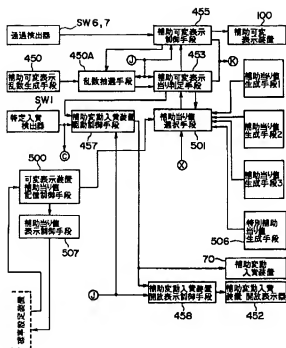 SW6, 7
455
100
通過検出器
補助可変表示
制御手段
補助可変表示装置
450
450A
J
453
K
補助可変表示
乱数生成手段
乱数抽選手段
補助可変表示
当り判定手段
補助当り値
生成手段1
SW1
特定入賞
検出器
補助変動入賞装置
駆動制御手段
補助当り値
選択手段
補助当り値
生成手段2
C
457
501
500
K
補助当り値
生成手段3
可変表示装置
補助当り値
記憶制御手段
特別補助
当り値
生成手段
補助当り値
表示制御手段
506
507
70
補助変動入賞装置
J
補助変動入賞装置
開放表示制御手段
補助変動入賞
装置 開放表示器
458
452